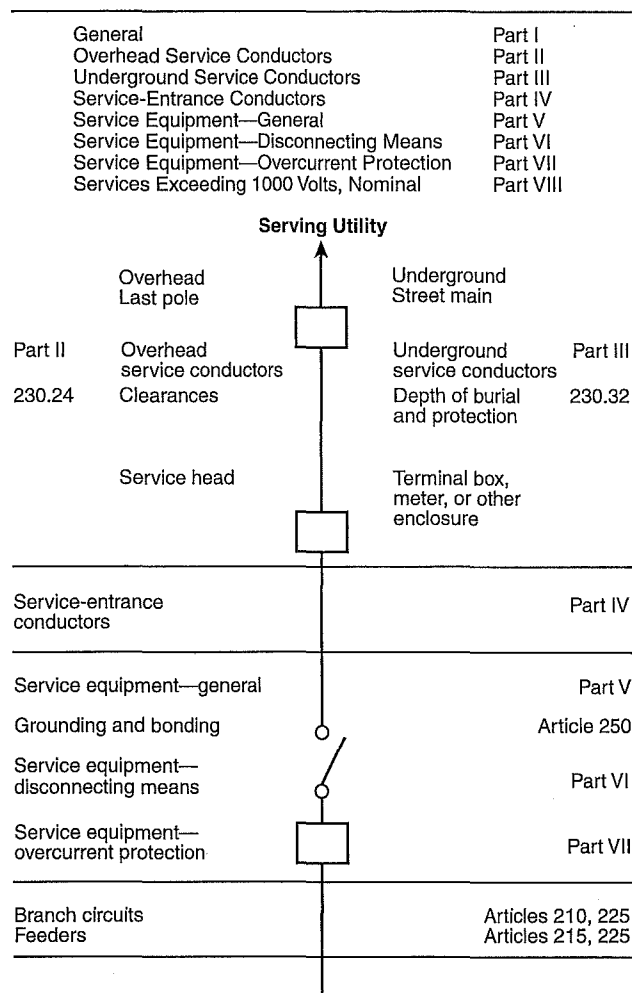 General Part I
Overhead Service Conductors Part II
Underground Service Conductors Part III
Service-Entrance Conductors Part IV
Service Equipment—General Part V
Service Equipment—Disconnecting Means Part VI
Service Equipment—Overcurrent Protection Part VII
Services Exceeding 1000 Volts, Nominal Part VIII
Serving Utility
Overhead
Last pole
Underground
Street main
Part II
Overhead
service conductors
Underground
service conductors
Part III
230.24
Clearances
Depth of burial
and protection
230.32
Service head
Terminal box,
meter, or other
enclosure
Service-entrance
conductors
Part IV
Service equipment—general Part V
Grounding and bonding Article 250
Service equipment—
disconnecting means
Part VI
Service equipment—
overcurrent protection
Part VII
Branch circuits Articles 210, 225
Feeders Articles 215, 225